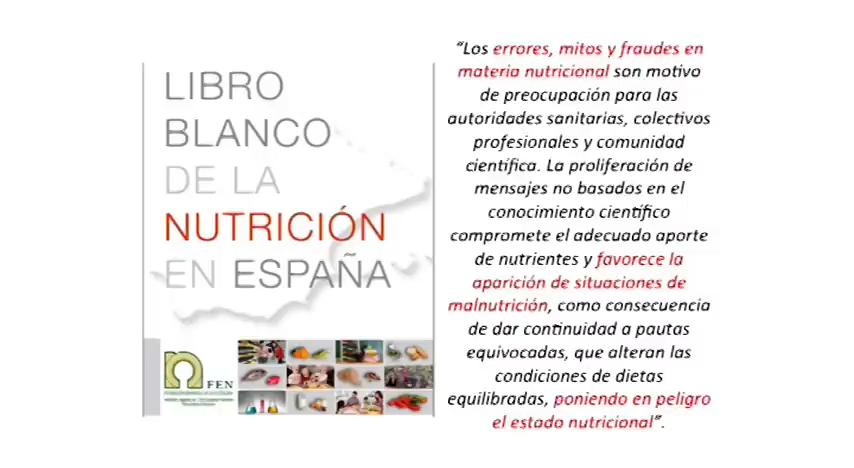 LIBRO
BLANCO
DE LA
NUTRICIÓN
EN ESPAÑA
FEN
“Los errores, mitos y fraudes en
materia nutricional son motivo
de preocupación para las
autoridades sanitarias, colectivos
profesionales y comunidad
científica. La proliferación de
mensajes no basados en el
conocimiento científico
compromete el adecuado aporte
de nutrientes y favorece la
aparición de situaciones de
malnutrición, como consecuencia
de dar continuidad a pautas
equivocadas, que alteran las
condiciones de dietas
equilibradas, poniendo en peligro
el estado nutricional”.